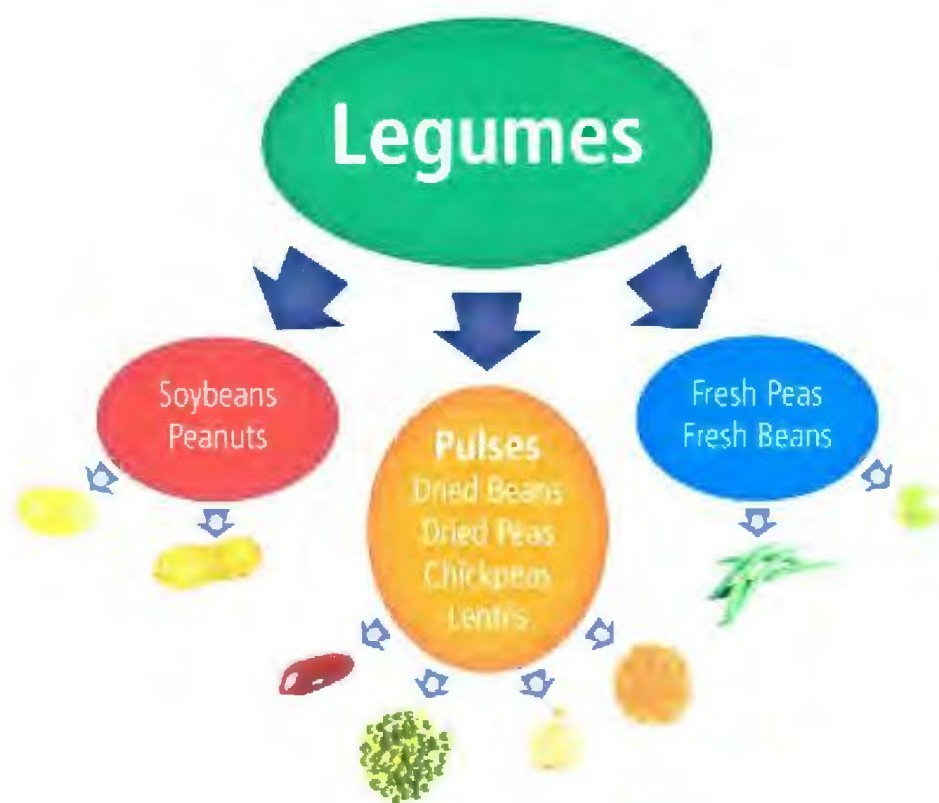 Legumes
Soybeans
Peanuts
Pulses
Dried Beans
Dried Peas
Chickpeas
Lentils
Fresh Peas
Fresh Beans